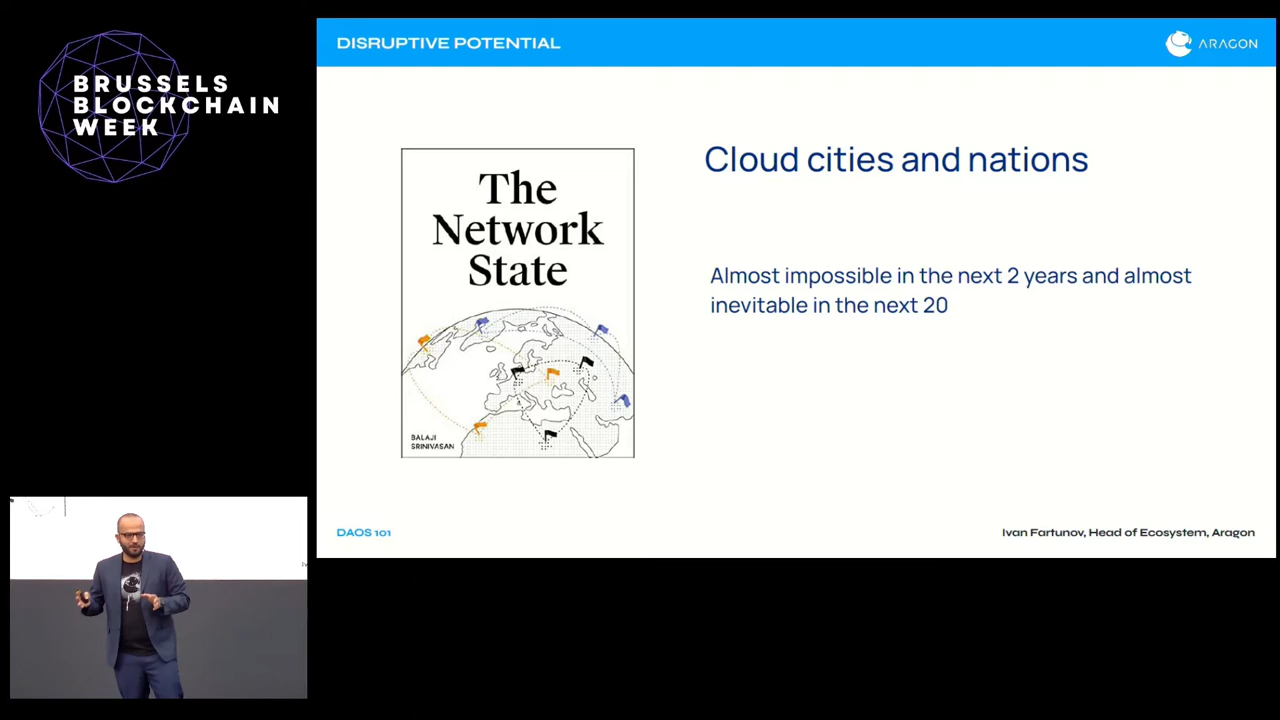 BRUSSELS
BLOCKCHAIN
WEEK
DISRUPTIVE POTENTIAL
ARAGON
The
Network
State
BALAJI
SRINIVASAN
Cloud cities and nations
Almost impossible in the next 2 years and almost
inevitable in the next 20
DAOS 101
Ivan Fartunov, Head of Ecosystem, Aragon